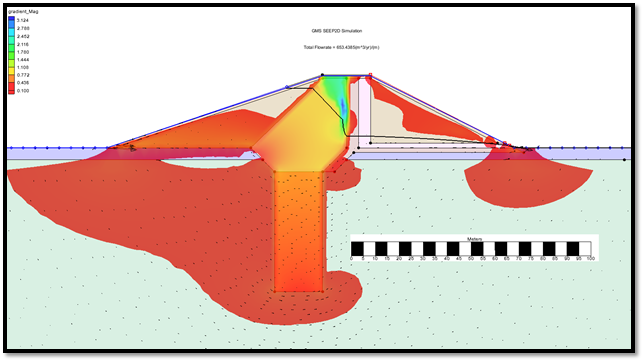 gradient_Mag
3.124
2.788
2.452
2.116
1.780
1.444
1.108
0.772
0.436
0.100
GMS SEEP2D Simulation
Total Flowrate = 653.4385(m^3/(yr)/(m)
Meters
0 5 10 15 20 25 30 35 40 45 50 55 60 65 70 75 80 85 90 95 100